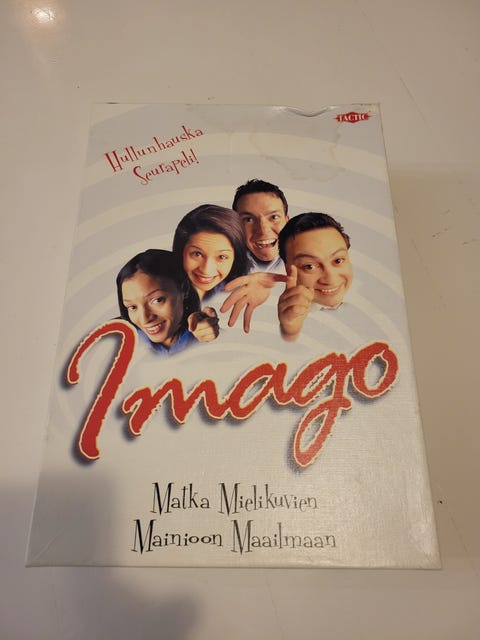 TACTIC
Hullunhauska
Seurapeli!
Imago
Matka Mielikuvien
Mainioon Maailmaan